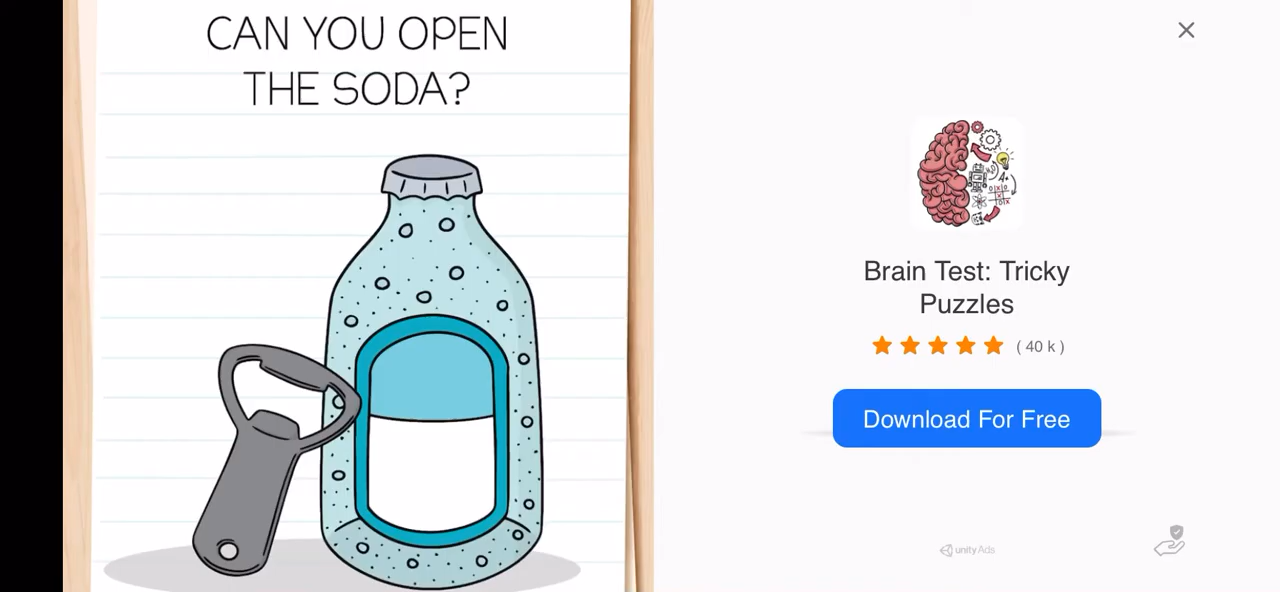 CAN YOU OPEN
THE SODA?
Brain Test: Tricky
Puzzles
( 40 k )
Download For Free
unity Ads